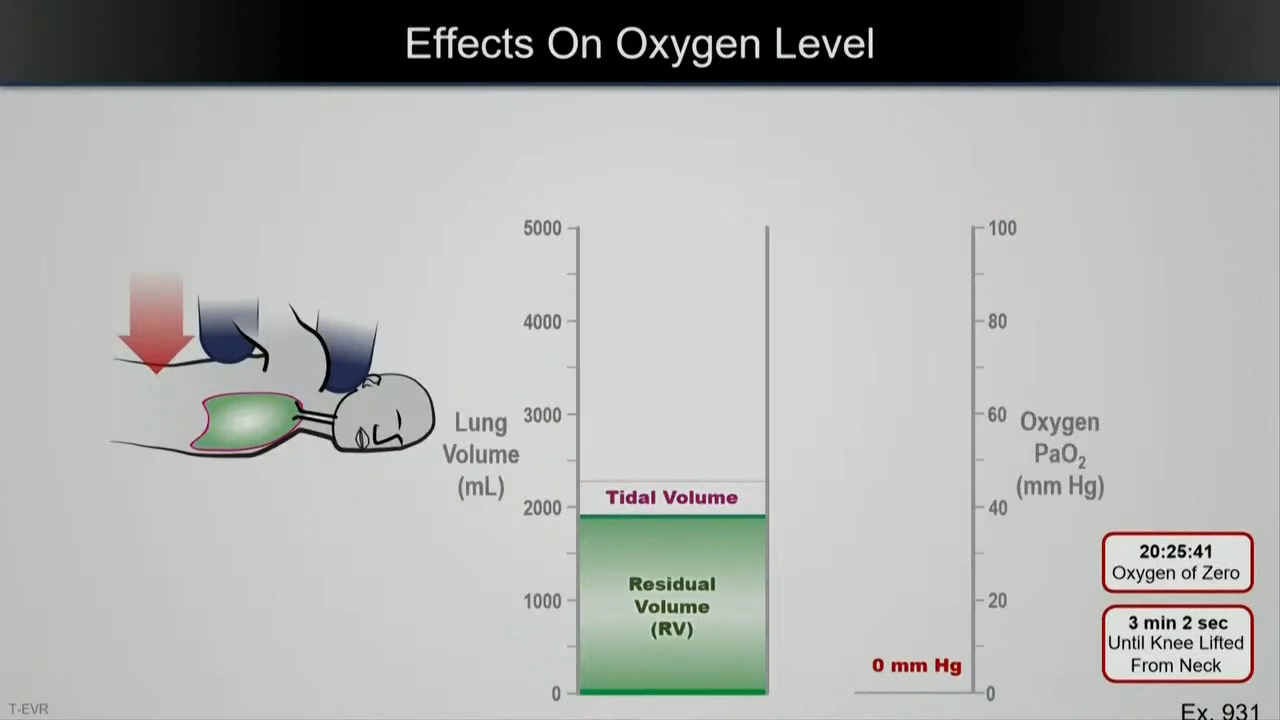 Effects On Oxygen Level
5000
4000
3000
2000
1000
0
Lung
Volume
(mL)
Tidal Volume
Residual
Volume
(RV)
100
80
60
40
20
0
Oxygen
PaO₂
(mm Hg)
0 mm Hg
20:25:41
Oxygen of Zero
3 min 2 sec
Until Knee Lifted
From Neck
T-EVR
Ex. 931